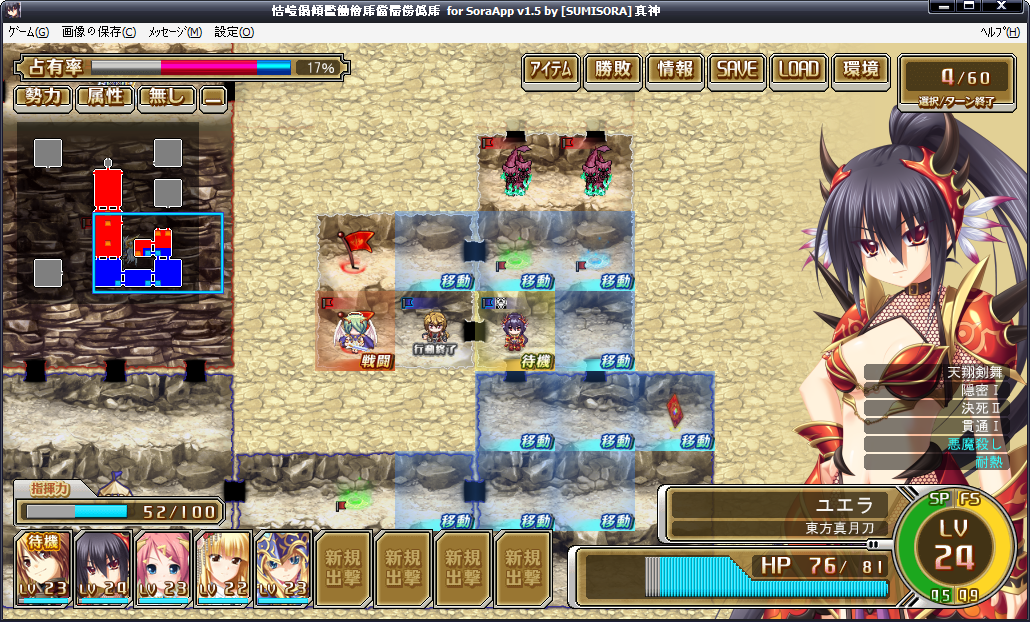 for SoraApp v1.5 by [SUMISORA] 真神
ゲーム(G) 画像の保存(C) メッセージ(M) 設定(O) ヘルプ(H)
占有率 17%
アイテム 勝敗 情報 SAVE LOAD 環境
4/60
選択/ターン終了
勢力 属性 無し
移動 移動 移動
戦闘 行動終了 待機 移動
移動 移動 移動
移動 移動 移動
天翔剣舞
隠密Ⅰ
決死Ⅱ
貫通Ⅰ
悪魔殺し
耐熱
指揮力
52/100
待機
LV 23 LV 24 LV 23 LV 22 LV 23
新規出撃 新規出撃 新規出撃 新規出撃
ユエラ
東方真月刀
HP 76/ 81
SP FS
LV
24
45 49